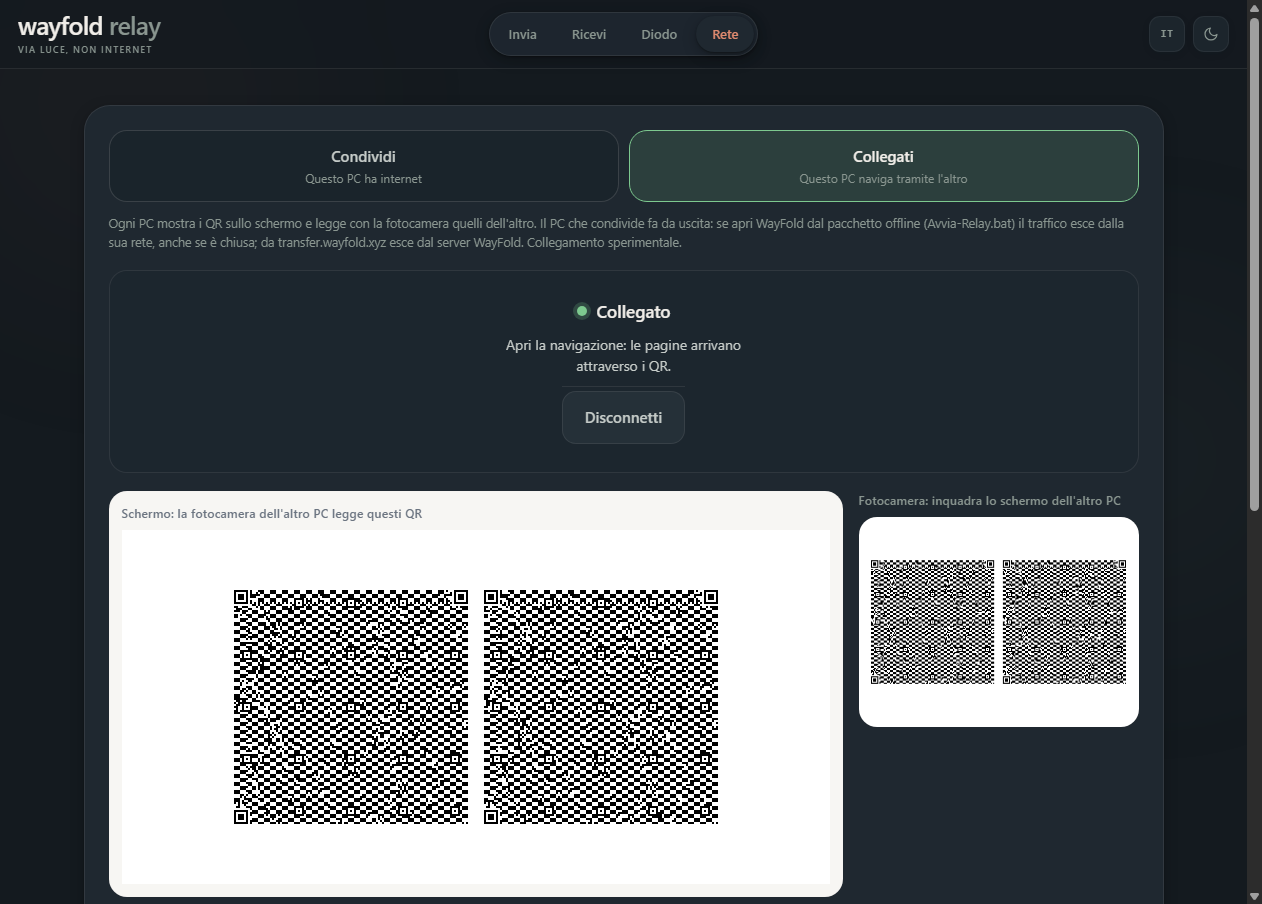 wayfold relay
VIA LUCE, NON INTERNET
Invia
Ricevi
Diodo
Rete
IT
Condividi
Questo PC ha internet
Collegati
Questo PC naviga tramite l'altro
Ogni PC mostra i QR sullo schermo e legge con la fotocamera quelli dell'altro. Il PC che condivide fa da uscita: se apri WayFold dal pacchetto offline (Avvia-Relay.bat) il traffico esce dalla
sua rete, anche se è chiusa; da transfer.wayfold.xyz esce dal server WayFold. Collegamento sperimentale.
Collegato
Apri la navigazione: le pagine arrivano
attraverso i QR.
Disconnetti
Schermo: la fotocamera dell'altro PC legge questi QR
Fotocamera: inquadra lo schermo dell'altro PC